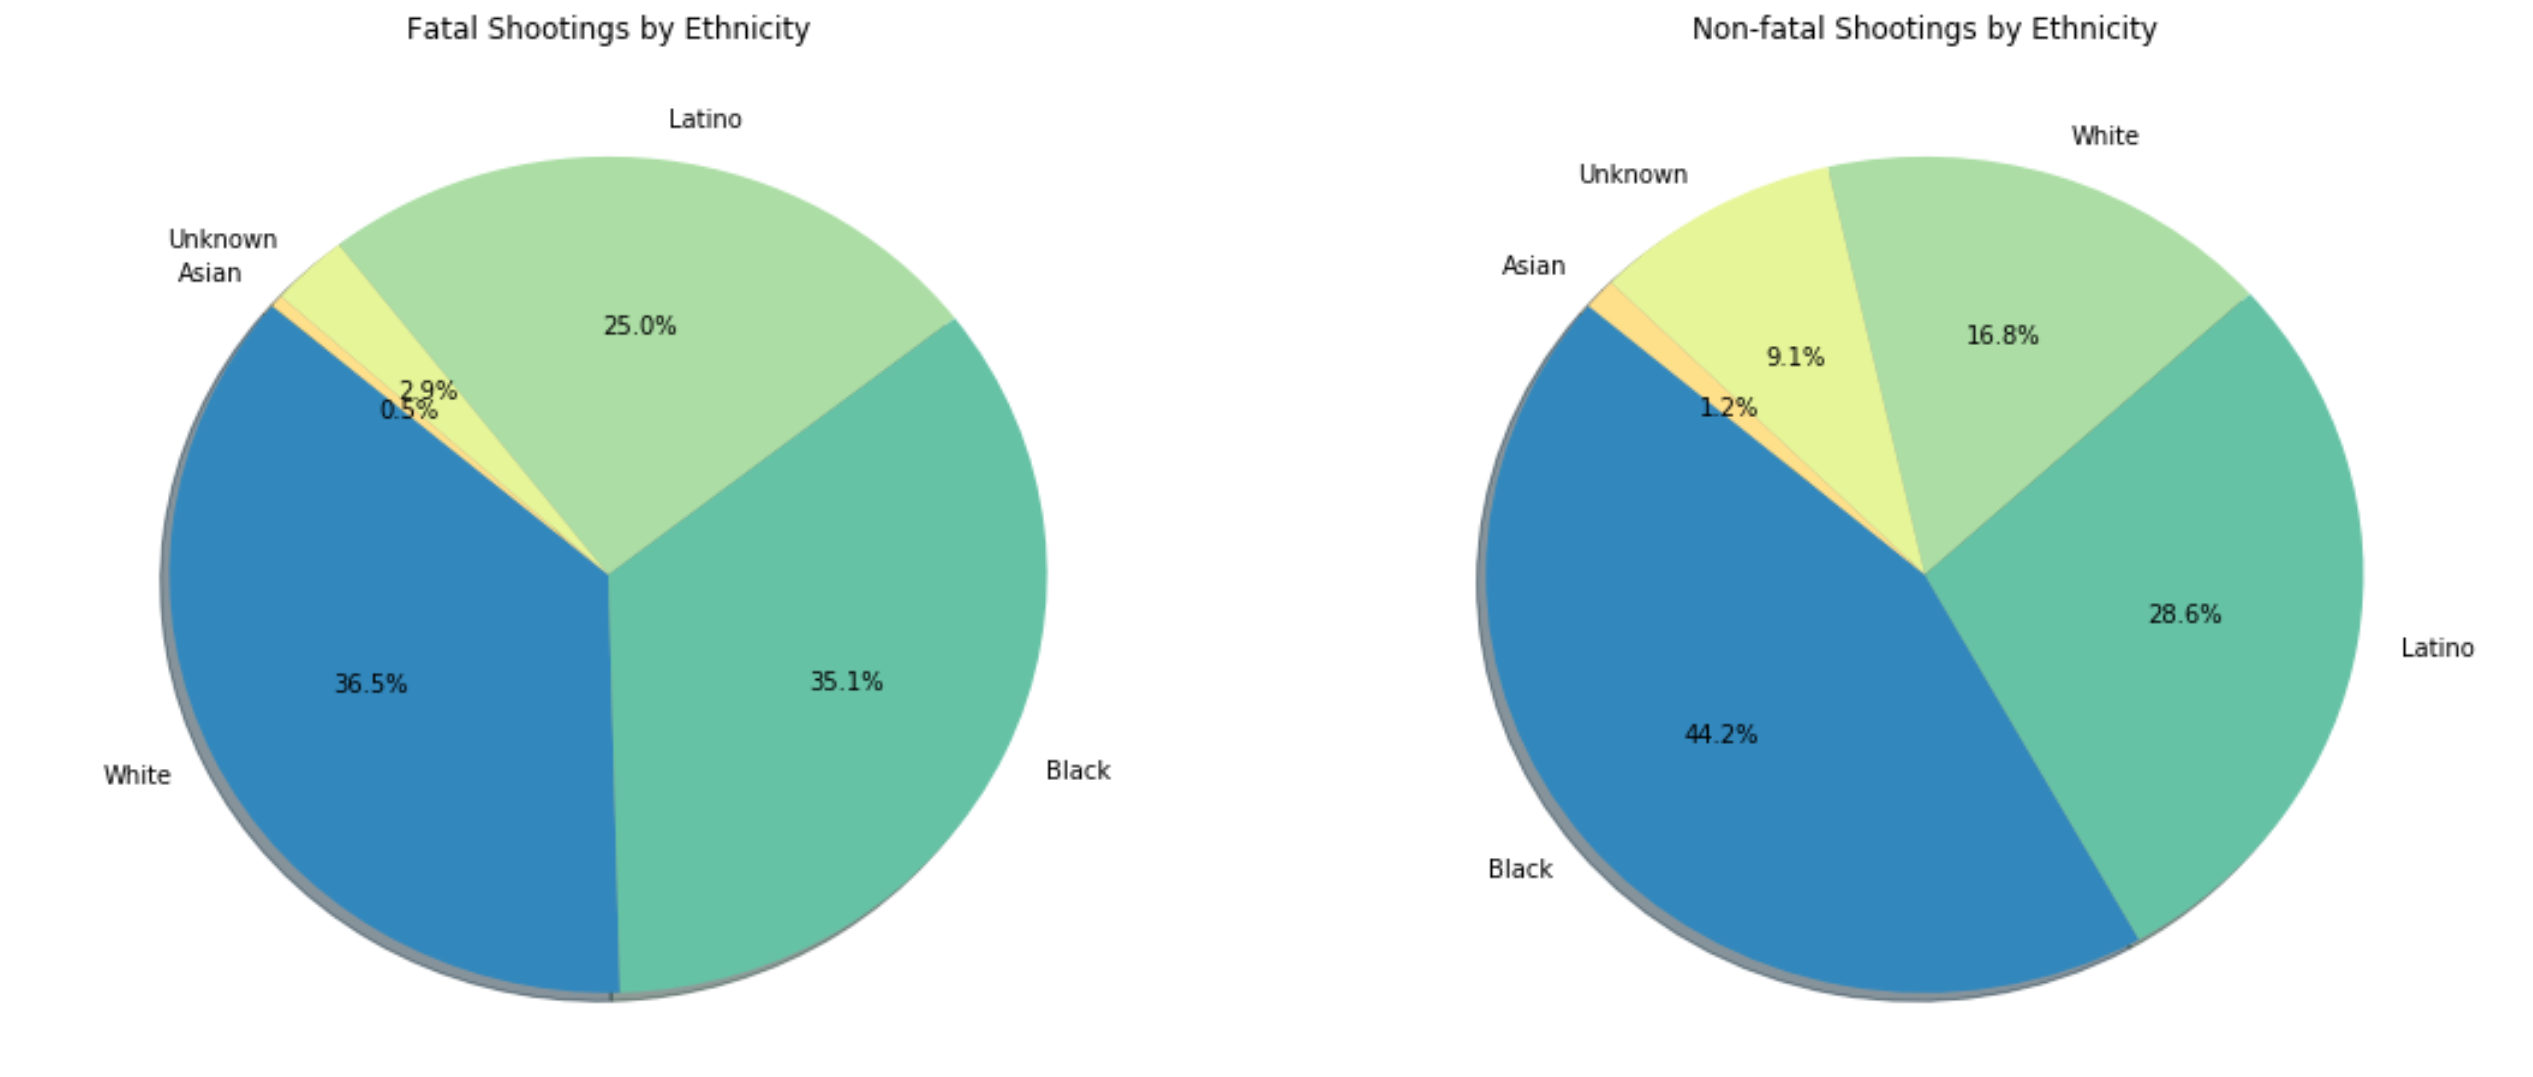 Fatal Shootings by Ethnicity
Latino
Unknown
Asian
25.0%
2.9%
0.5%
36.5%
35.1%
White
Black
Non-fatal Shootings by Ethnicity
White
Unknown
Asian
16.8%
9.1%
1.2%
28.6%
Latino
44.2%
Black